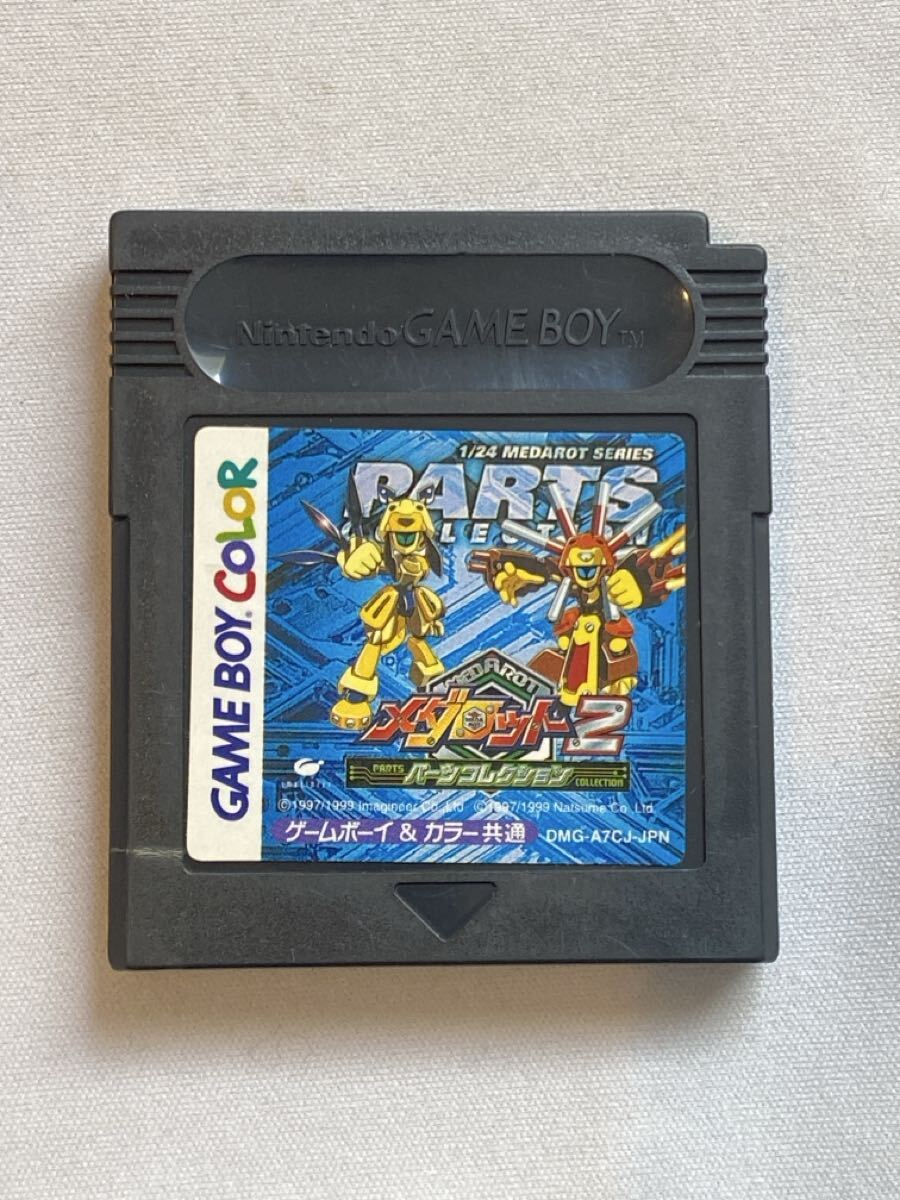 Nintendo GAME BOY TM
GAME BOY COLOR
1/24 MEDAROT SERIES
PARTS
COLLECTION
MEDAROT
メダロット2
PARTS パーツコレクション COLLECTION
©1997/1999 Imagineer Co.,Ltd ©1997/1999 Natsume Co.,Ltd.
ゲームボーイ&カラー共通 DMG-A7CJ-JPN